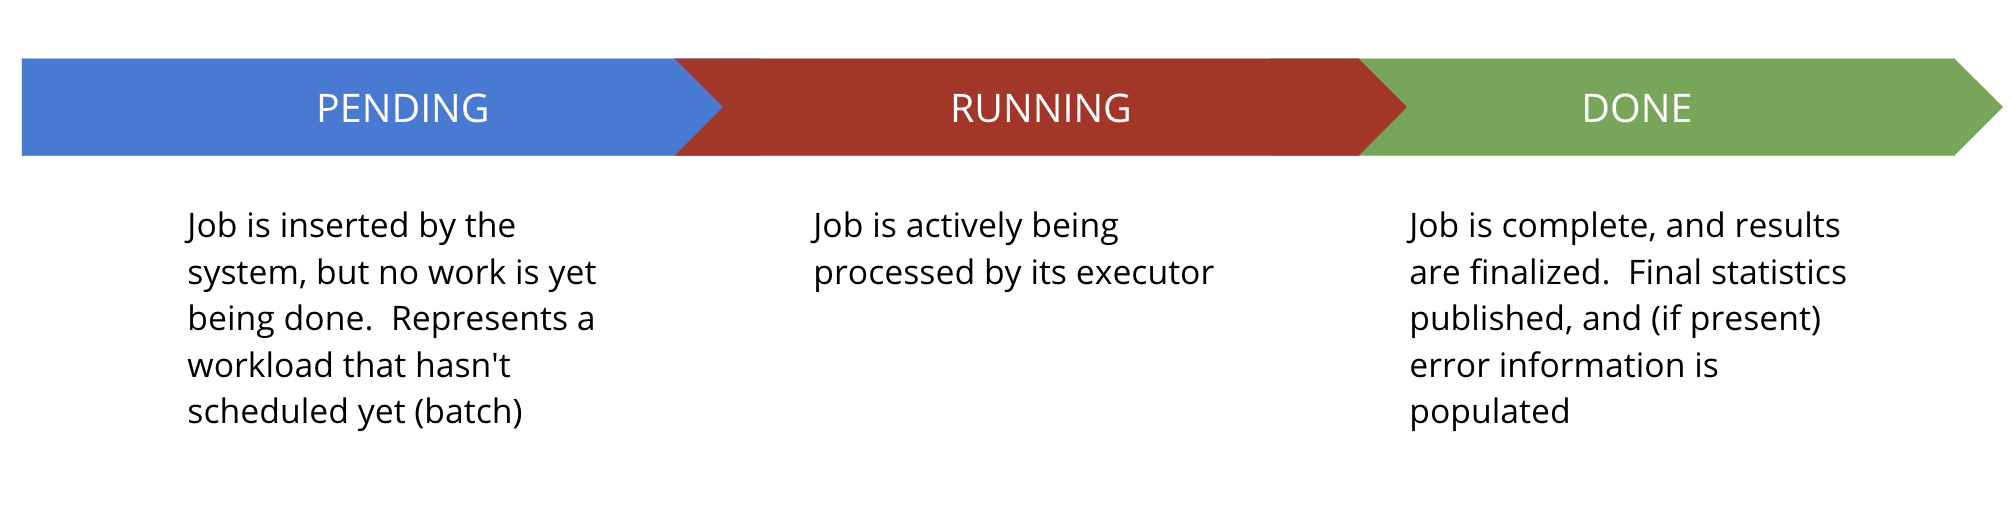 PENDING
RUNNING
DONE
Job is inserted by the
system, but no work is yet
being done.  Represents a
workload that hasn't
scheduled yet (batch)
Job is actively being
processed by its executor
Job is complete, and results
are finalized.  Final statistics
published, and (if present)
error information is
populated